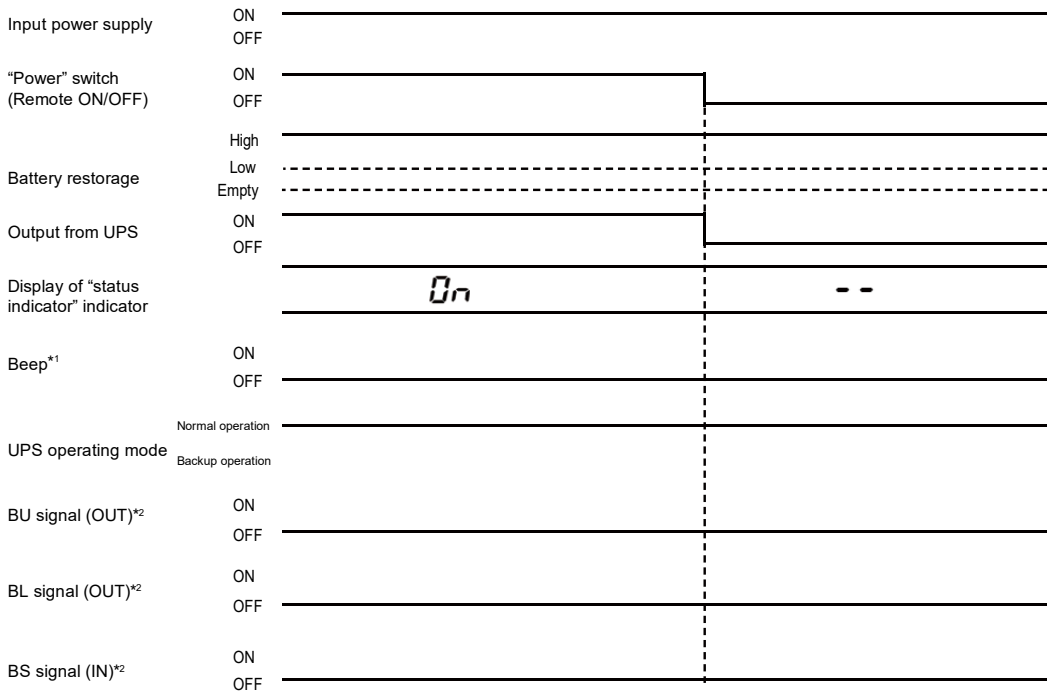 Input power supply
ON
OFF
“Power” switch
(Remote ON/OFF)
ON
OFF
Battery restorage
High
Low
Empty
Output from UPS
ON
OFF
Display of “status
indicator” indicator
On
--
Beep*1
ON
OFF
UPS operating mode
Normal operation
Backup operation
BU signal (OUT)*2
ON
OFF
BL signal (OUT)*2
ON
OFF
BS signal (IN)*2
ON
OFF